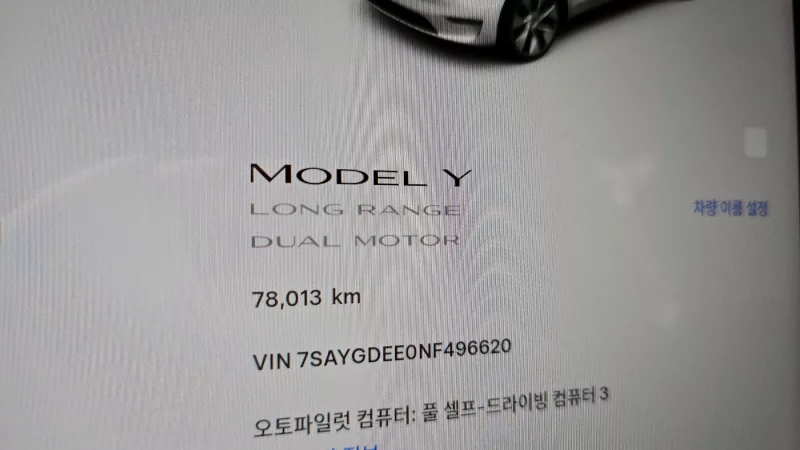 MODEL Y
LONG RANGE
DUAL MOTOR
차량 이름 설정
78,013 km
VIN 7SAYGDEE0NF496620
오토파일럿 컴퓨터: 풀 셀프-드라이빙 컴퓨터 3